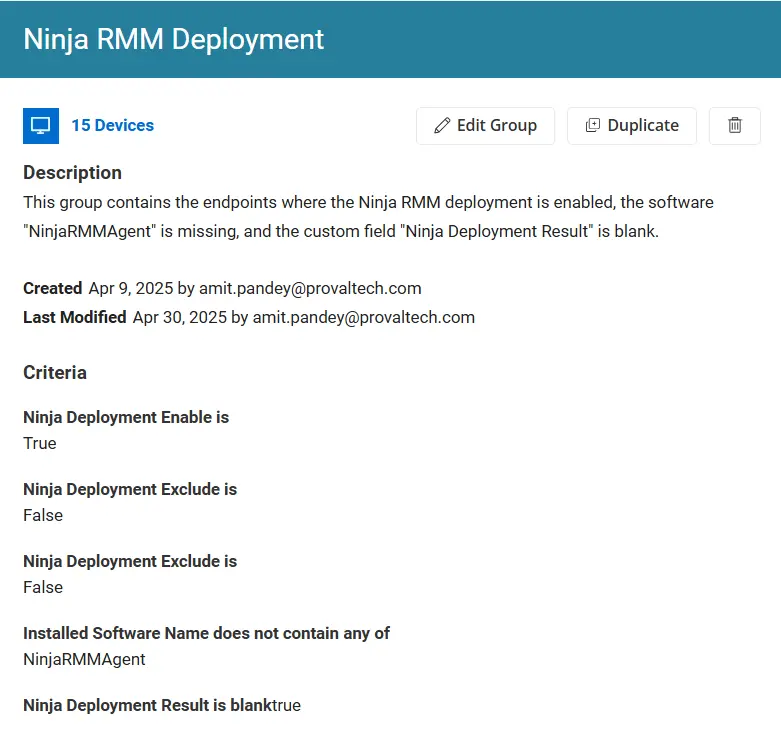 Ninja RMM Deployment
15 Devices
Edit Group
Duplicate
Description
This group contains the endpoints where the Ninja RMM deployment is enabled, the software
"NinjaRMMAgent" is missing, and the custom field "Ninja Deployment Result" is blank.
Created Apr 9, 2025 by amit.pandey@provaltech.com
Last Modified Apr 30, 2025 by amit.pandey@provaltech.com
Criteria
Ninja Deployment Enable is
True
Ninja Deployment Exclude is
False
Ninja Deployment Exclude is
False
Installed Software Name does not contain any of
NinjaRMMAgent
Ninja Deployment Result is blanktrue